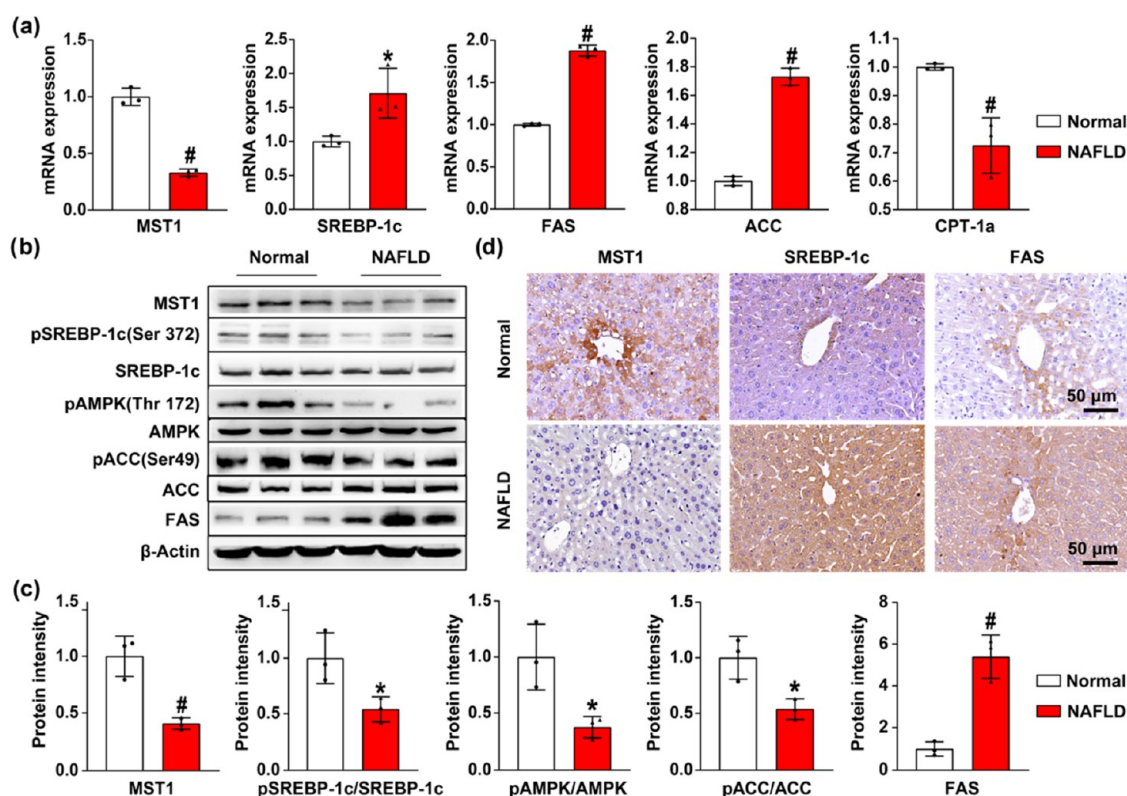 (a)
mRNA expression
1.5
1.0
0.5
0.0
#
MST1
mRNA expression
2.5
2.0
1.5
1.0
0.5
0.0
*
SREBP-1c
mRNA expression
2.0
1.5
1.0
0.5
0.0
#
FAS
mRNA expression
2.0
1.8
1.6
1.4
1.2
1.0
0.8
#
ACC
mRNA expression
1.1
1.0
0.9
0.8
0.7
0.6
0.5
#
CPT-1a
Normal
NAFLD
(b)
Normal NAFLD
MST1
pSREBP-1c(Ser 372)
SREBP-1c
pAMPK(Thr 172)
AMPK
pACC(Ser49)
ACC
FAS
β-Actin
(d)
MST1 SREBP-1c FAS
Normal
50 μm
NAFLD
50 μm
(c)
Protein intensity
1.5
1.0
0.5
0.0
#
MST1
Protein intensity
1.5
1.0
0.5
0.0
*
pSREBP-1c/SREBP-1c
Protein intensity
1.5
1.0
0.5
0.0
*
pAMPK/AMPK
Protein intensity
1.5
1.0
0.5
0.0
*
pACC/ACC
Protein intensity
8
6
4
2
0
#
FAS
Normal
NAFLD